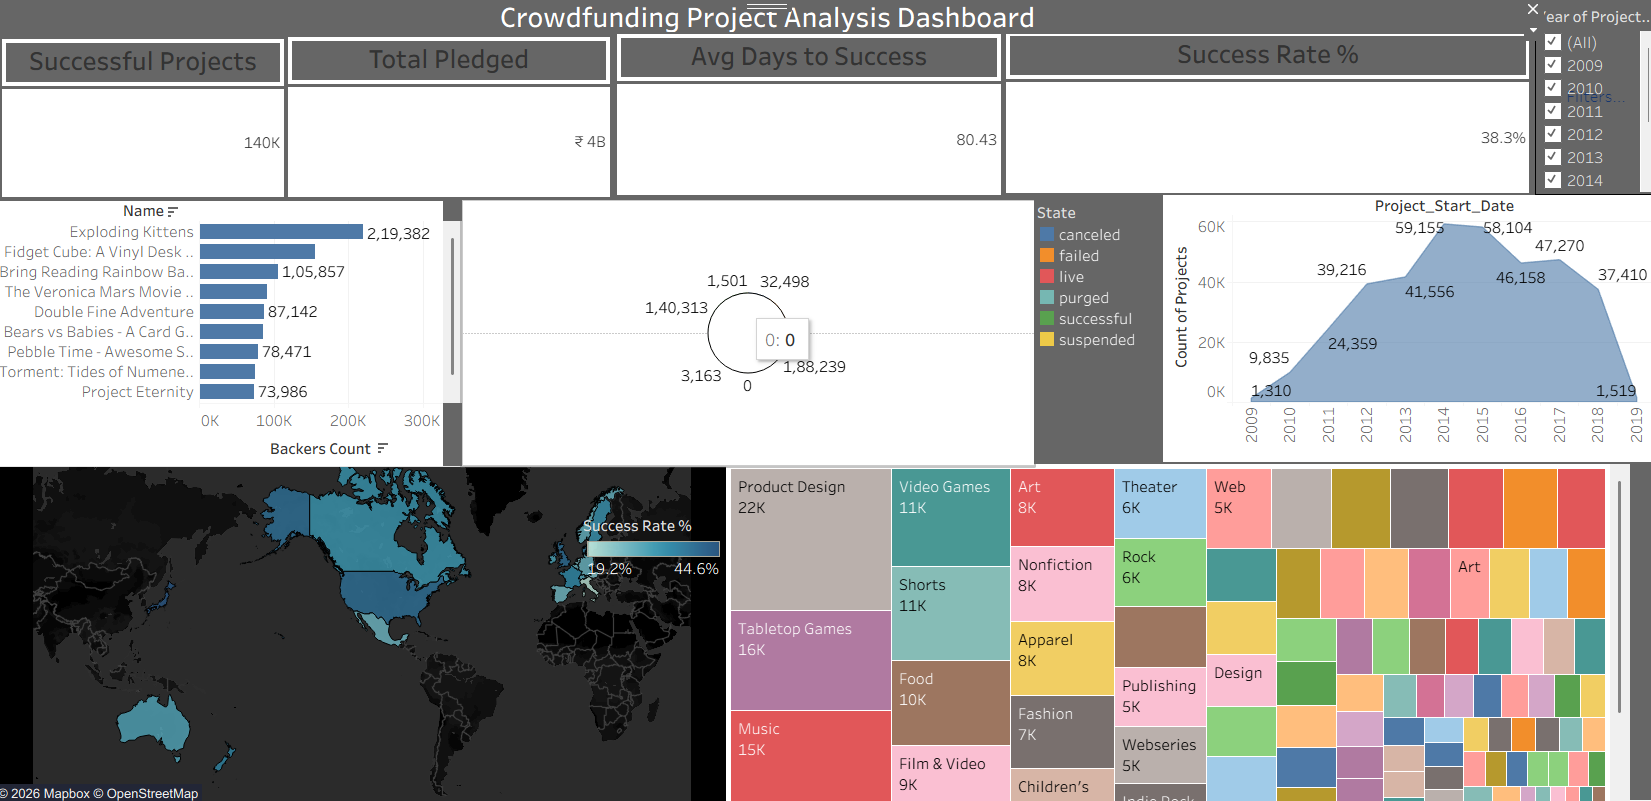 Crowdfunding Project Analysis Dashboard
Successful Projects
Total Pledged
Avg Days to Success
Success Rate %
140K
₹ 4B
80.43
38.3%
Year of Project..
(All)
2009
2010
Filters...
2011
2012
2013
2014
Name
Exploding Kittens
2,19,382
Fidget Cube: A Vinyl Desk ..
Bring Reading Rainbow Ba..
1,05,857
The Veronica Mars Movie ..
Double Fine Adventure
87,142
Bears vs Babies - A Card G..
Pebble Time - Awesome S..
78,471
Torment: Tides of Numene..
Project Eternity
73,986
0K 100K 200K 300K
Backers Count
1,501
32,498
1,40,313
0: 0
1,88,239
3,163
0
State
canceled
failed
live
purged
successful
suspended
Project_Start_Date
Count of Projects
60K
40K
20K
0K
1,310
9,835
24,359
39,216
41,556
59,155
58,104
46,158
47,270
37,410
1,519
2009 2010 2011 2012 2013 2014 2015 2016 2017 2018 2019
Success Rate %
19.2% 44.6%
© 2026 Mapbox © OpenStreetMap
Product Design
22K
Tabletop Games
16K
Music
15K
Video Games
11K
Shorts
11K
Food
10K
Film & Video
9K
Art
8K
Nonfiction
8K
Apparel
8K
Fashion
7K
Children's
Theater
6K
Rock
6K
Publishing
5K
Webseries
5K
Indie Rock
Web
5K
Design
Art